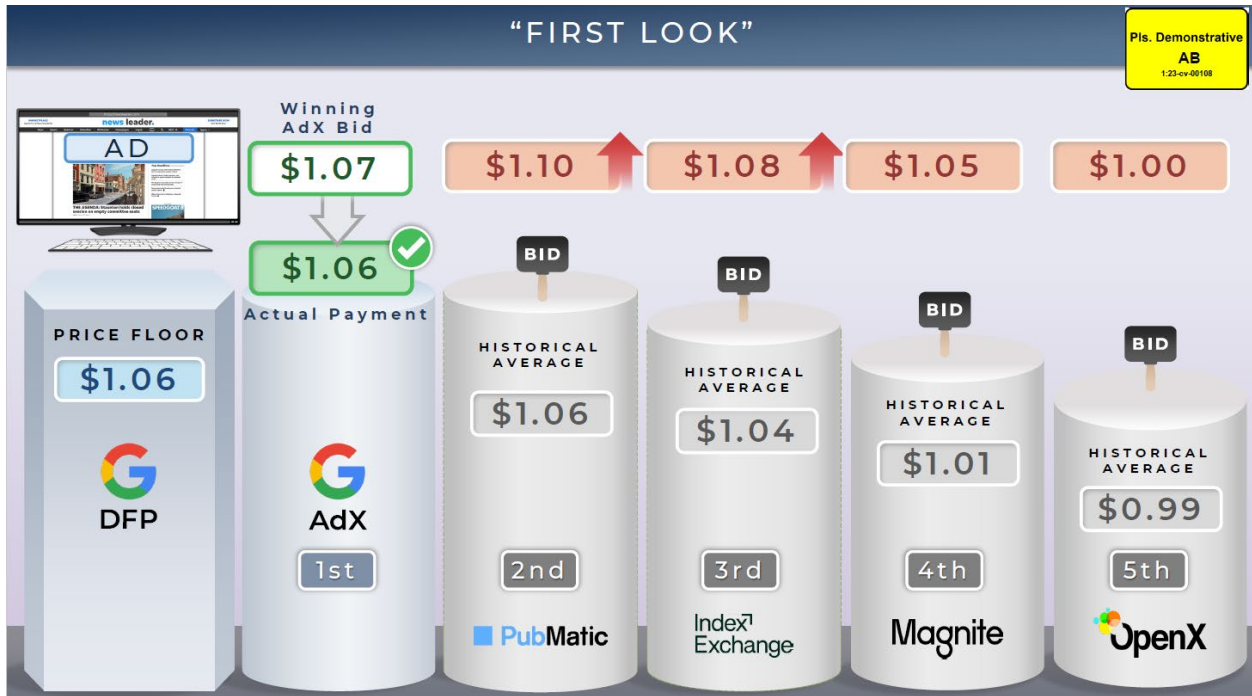 “FIRST LOOK”
Pls. Demonstrative
AB
1:23-cv-00108
news leader.
AD
Winning
AdX Bid
$1.07
$1.10
$1.08
$1.05
$1.00
$1.06
Actual Payment
BID
BID
BID
BID
PRICE FLOOR
$1.06
HISTORICAL
AVERAGE
$1.06
HISTORICAL
AVERAGE
$1.04
HISTORICAL
AVERAGE
$1.01
HISTORICAL
AVERAGE
$0.99
DFP
AdX
1st
2nd
3rd
4th
5th
PubMatic
Index
Exchange
Magnite
OpenX